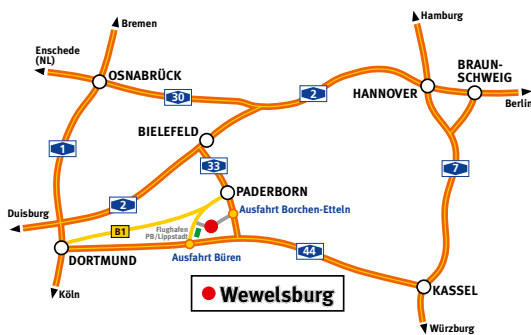 Bremen
Hamburg
Enschede
(NL)
OSNABRÜCK
30
2
HANNOVER
BRAUN-
SCHWEIG
Berlin
BIELEFELD
1
33
7
2
PADERBORN
Duisburg
B1
Flughafen
PB/Lippstadt
Ausfahrt Borchen-Etteln
DORTMUND
Ausfahrt Büren
44
Köln
Wewelsburg
KASSEL
Würzburg